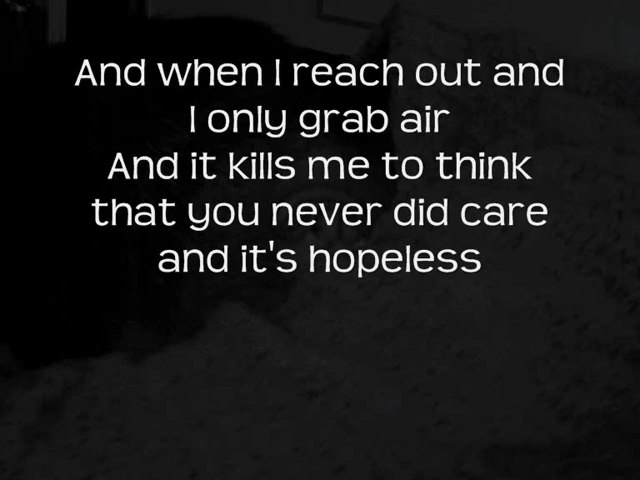 And when I reach out and
I only grab air
And it kills me to think
that you never did care
and it's hopeless